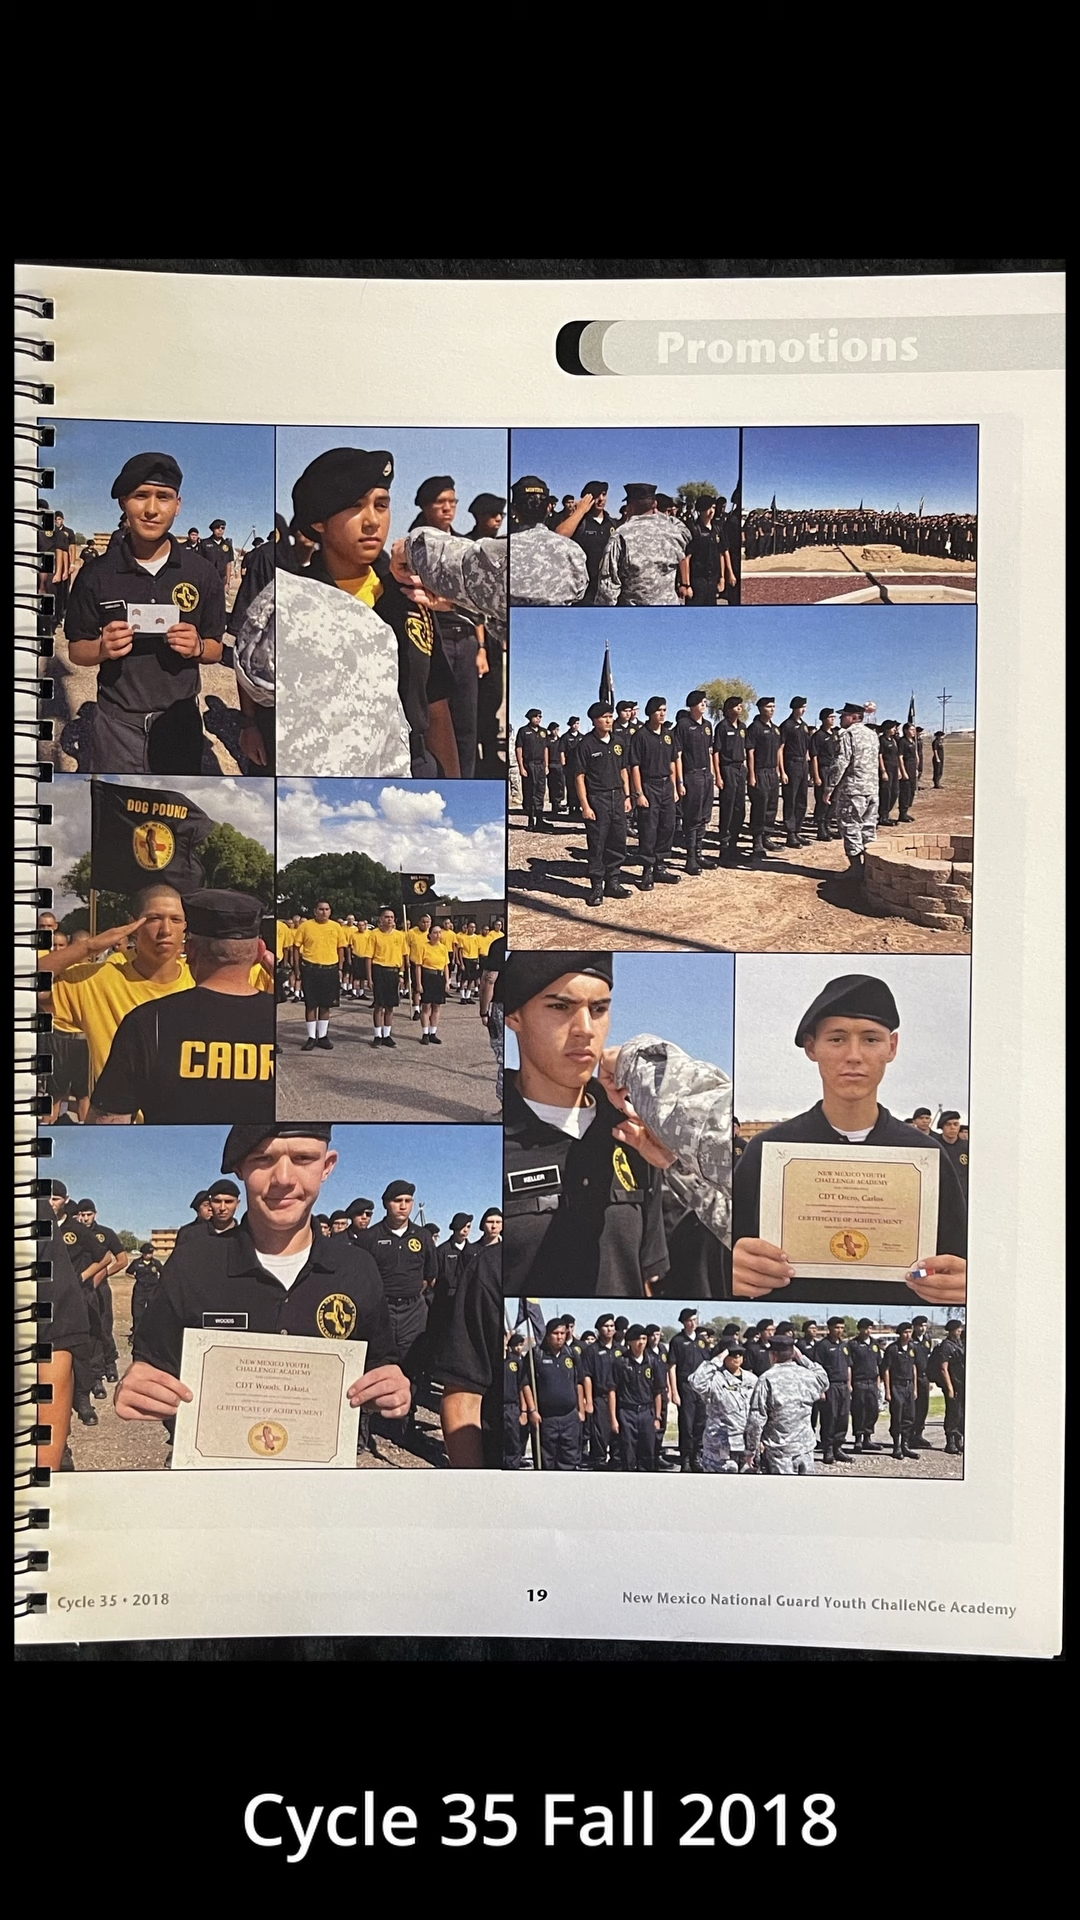 Promotions
DOG POUND
CADR
KELLER
NEW MEXICO YOUTH
CHALLENGE ACADEMY
CDT Otero, Carlos
CERTIFICATE OF ACHIEVEMENT
WOODS
NEW MEXICO YOUTH
CHALLENGE ACADEMY
CDT Woods, Dakota
CERTIFICATE OF ACHIEVEMENT
Cycle 35 • 2018
19
New Mexico National Guard Youth ChalleNGe Academy
Cycle 35 Fall 2018